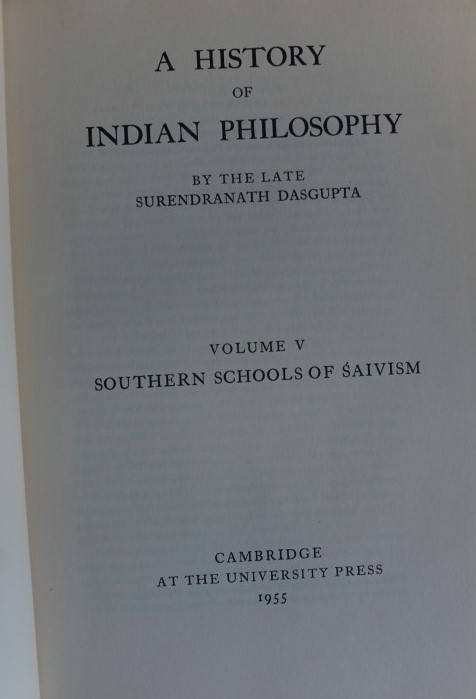 A HISTORY
OF
INDIAN PHILOSOPHY
BY THE LATE
SURENDRANATH DASGUPTA
VOLUME V
SOUTHERN SCHOOLS OF ŚAIVISM
CAMBRIDGE
AT THE UNIVERSITY PRESS
1955